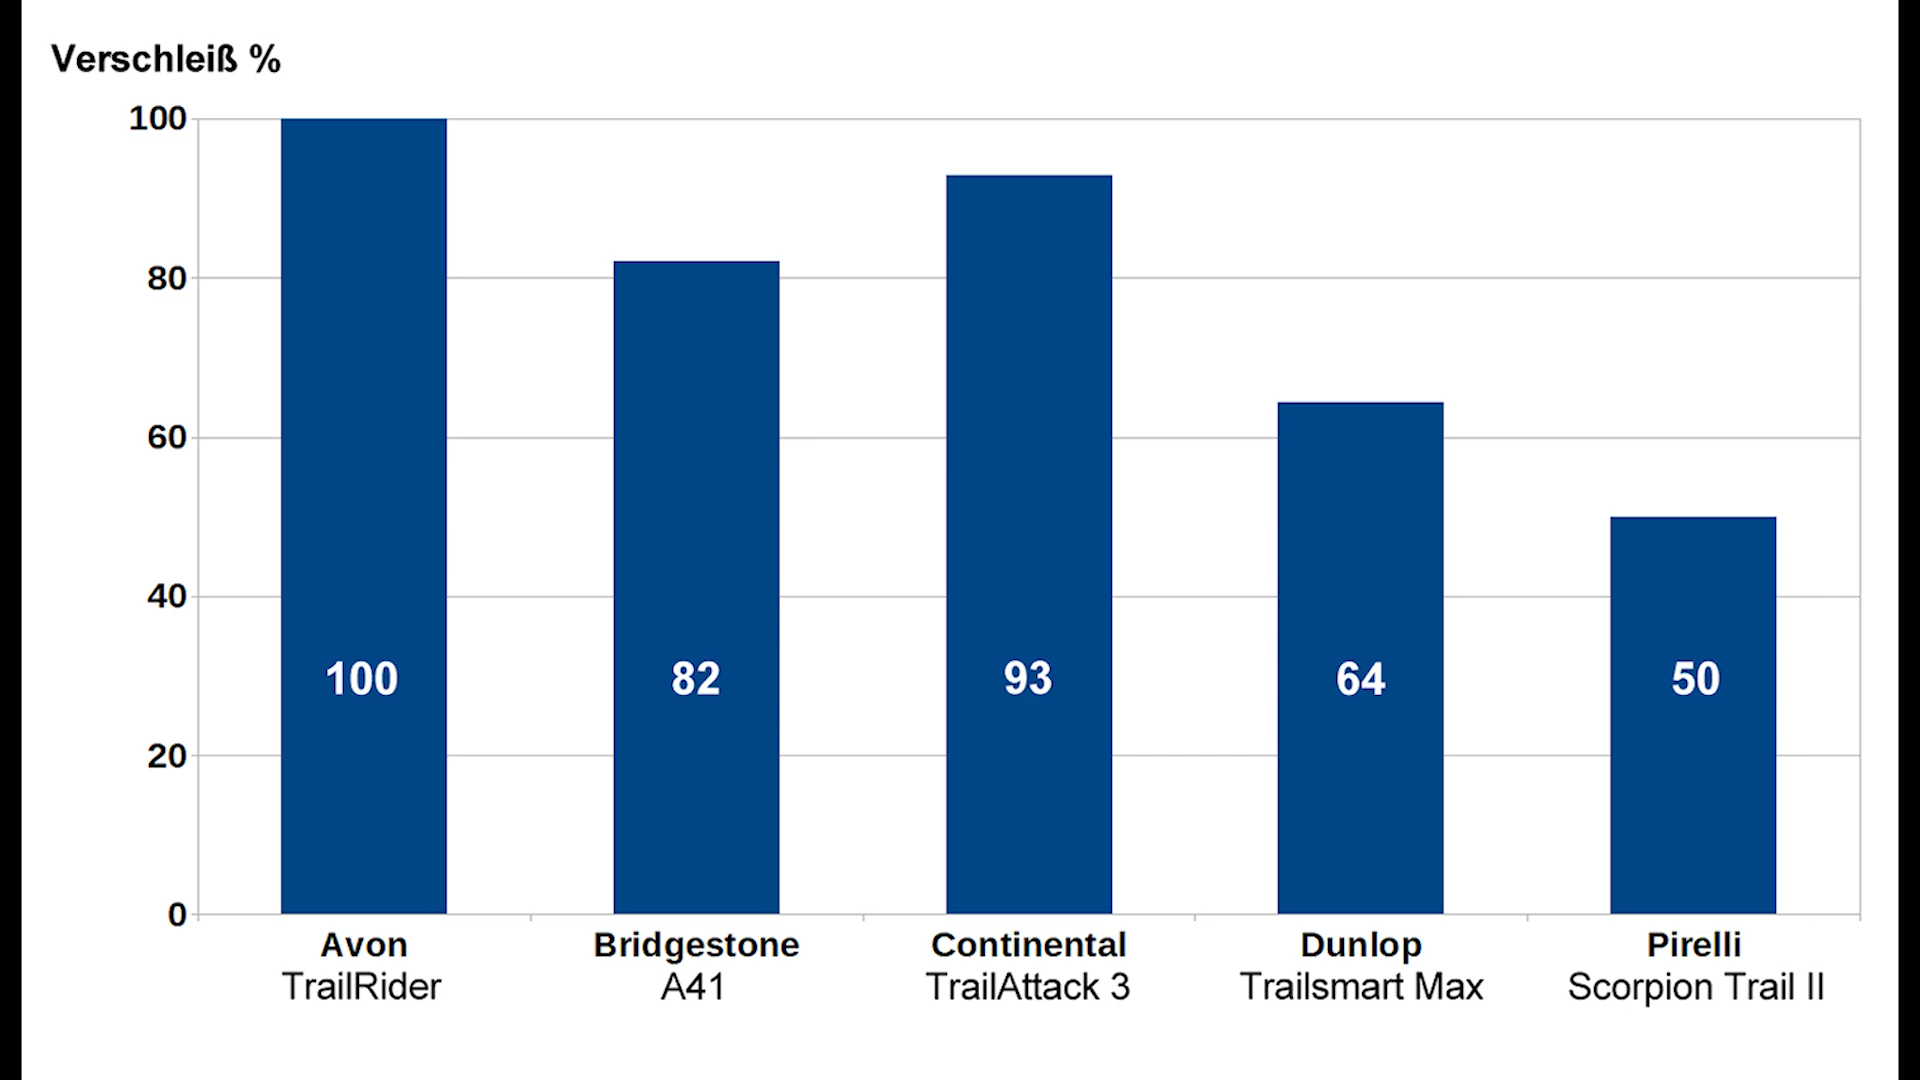 Verschleiß %
100
80
60
40
20
0
100 82 93 64 50
Avon Bridgestone Continental Dunlop Pirelli
TrailRider A41 TrailAttack 3 Trailsmart Max Scorpion Trail II